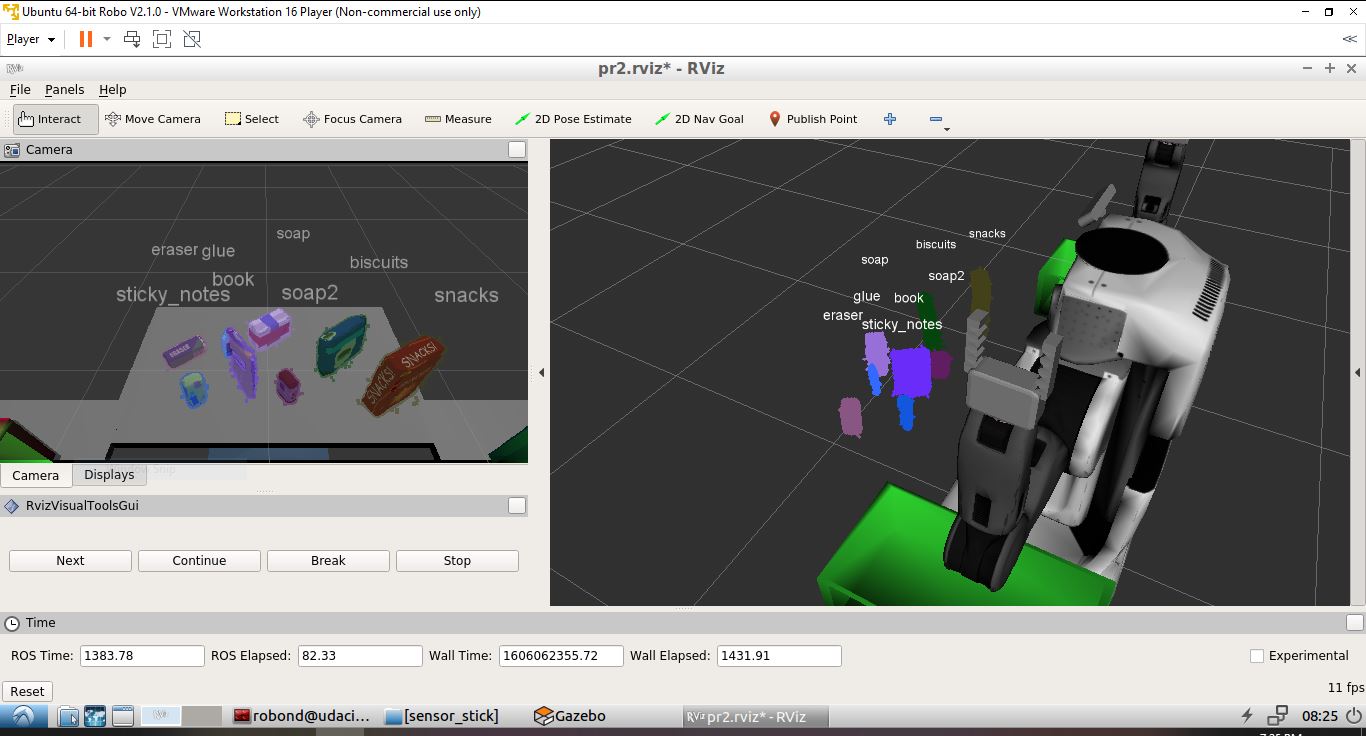 Ubuntu 64-bit Robo V2.1.0 - VMware Workstation 16 Player (Non-commercial use only)
Player
pr2.rviz* - RViz
File Panels Help
Interact Move Camera Select Focus Camera Measure 2D Pose Estimate 2D Nav Goal Publish Point
Camera
soap
eraser glue
biscuits
book
sticky_notes soap2 snacks
ERASER
SNACKS!
SNACKS!
snacks
biscuits
soap
soap2
glue book
eraser
sticky_notes
Camera Displays
RvizVisualToolsGui
Next Continue Break Stop
Time
ROS Time: 1383.78 ROS Elapsed: 82.33 Wall Time: 1606062355.72 Wall Elapsed: 1431.91 Experimental
Reset 11 fps
robond@udaci... [sensor_stick] Gazebo pr2.rviz* - RViz 08:25